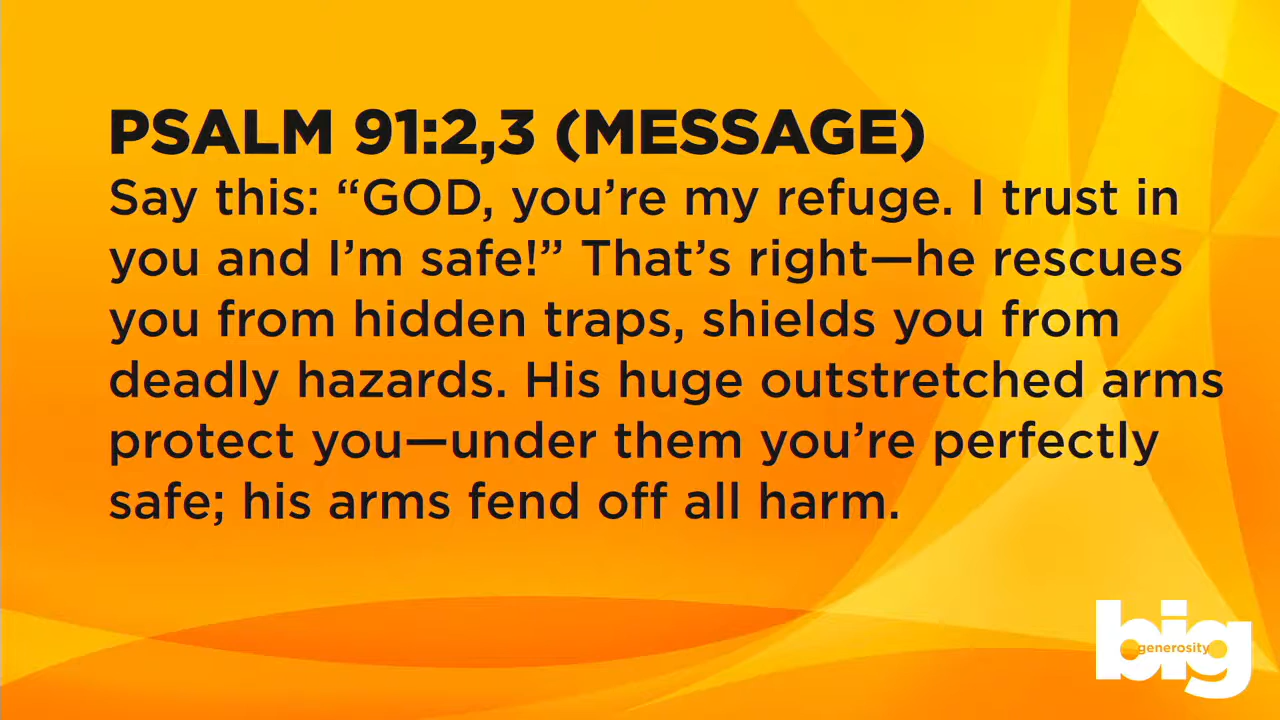 PSALM 91:2,3 (MESSAGE)
Say this: “GOD, you’re my refuge. I trust in
you and I’m safe!” That’s right—he rescues
you from hidden traps, shields you from
deadly hazards. His huge outstretched arms
protect you—under them you’re perfectly
safe; his arms fend off all harm.
big
generosity